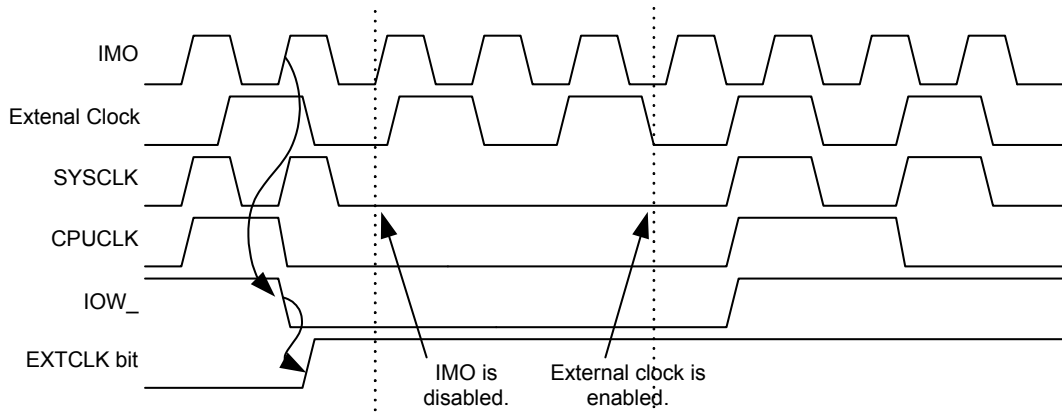 IMO
Extenal Clock
SYSCLK
CPUCLK
IOW_
EXTCLK bit
IMO is
disabled.
External clock is
enabled.